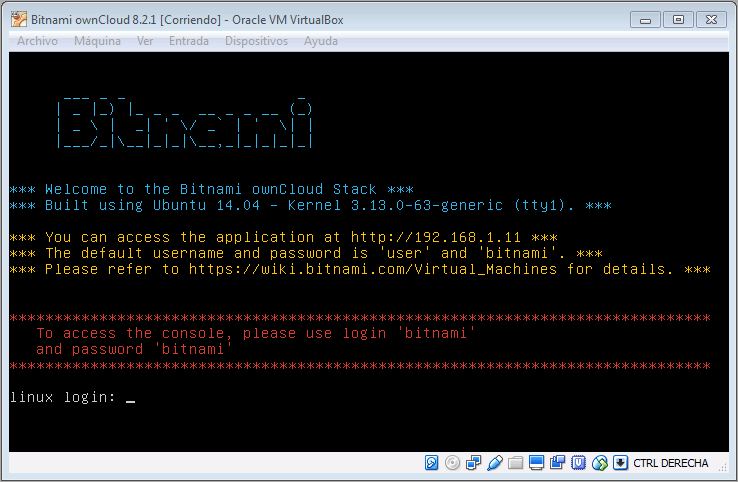 Bitnami ownCloud 8.2.1 [Corriendo] - Oracle VM VirtualBox
Archivo Máquina Ver Entrada Dispositivos Ayuda
Bitnami
*** Welcome to the Bitnami ownCloud Stack ***
*** Built using Ubuntu 14.04 - Kernel 3.13.0-63-generic (tty1). ***
*** You can access the application at http://192.168.1.11 ***
*** The default username and password is 'user' and 'bitnami'. ***
*** Please refer to https://wiki.bitnami.com/Virtual_Machines for details. ***
******************************************************************************
To access the console, please use login 'bitnami'
and password 'bitnami'
******************************************************************************
linux login: _
CTRL DERECHA